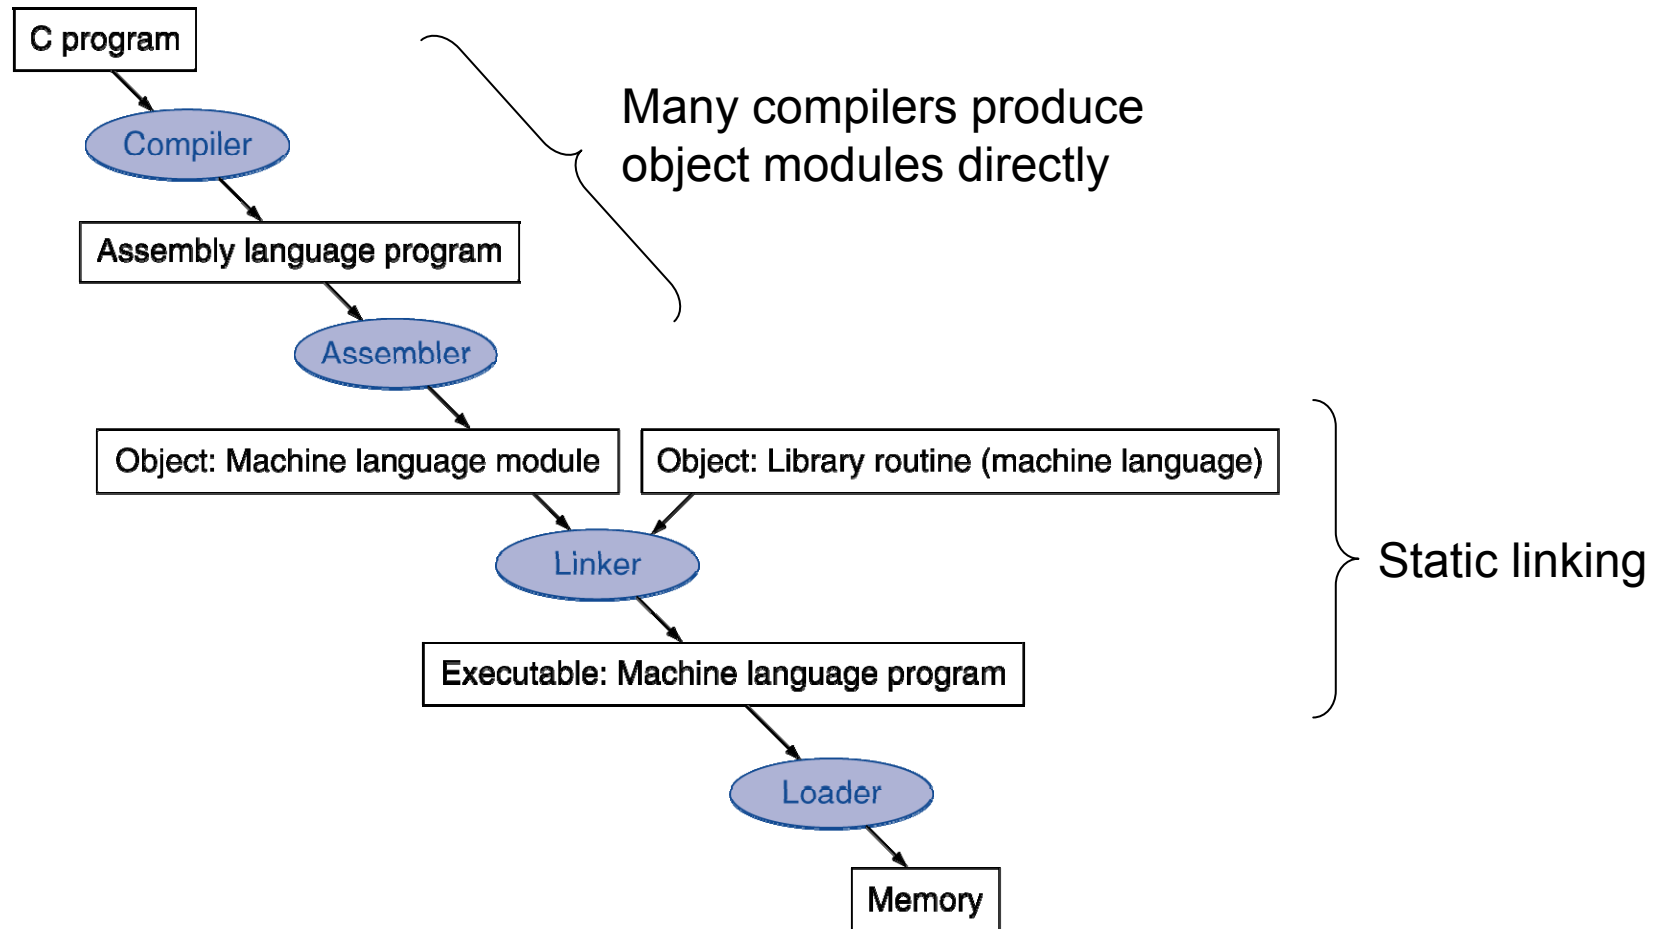 C program
Many compilers produce
object modules directly
Compiler
Assembly language program
Assembler
Object: Machine language module
Object: Library routine (machine language)
Linker
Static linking
Executable: Machine language program
Loader
Memory